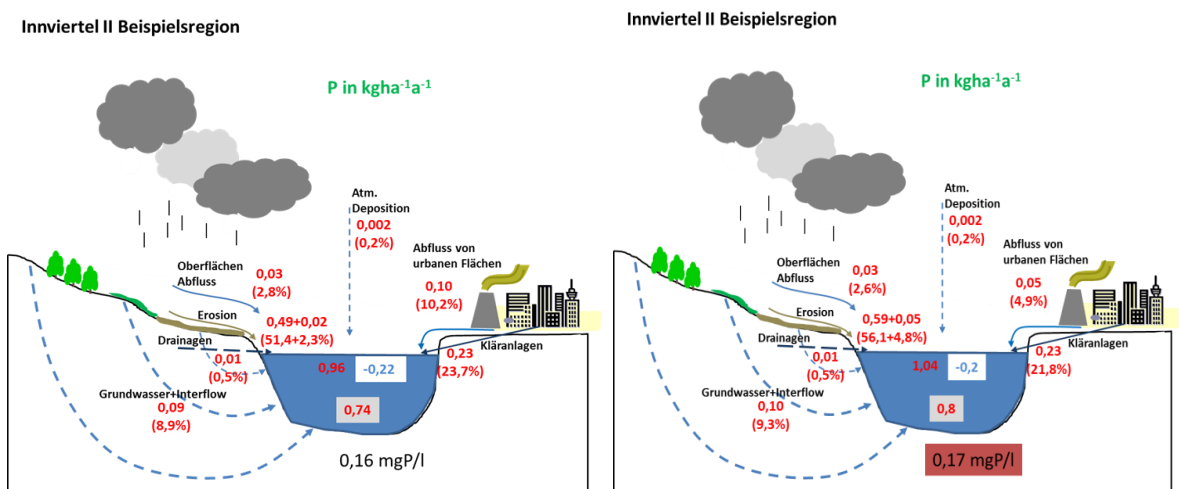 Innviertel II Beispielsregion
P in kgha⁻¹a⁻¹
Atm.
Deposition
0,002
(0,2%)
Oberflächen
Abfluss
0,03
(2,8%)
Abfluss von
urbanen Flächen
0,10
(10,2%)
Erosion
0,49+0,02
(51,4+2,3%)
Drainagen
0,01
(0,5%)
Kläranlagen
0,23
(23,7%)
0,96
-0,22
Grundwasser+Interflow
0,09
(8,9%)
0,74
0,16 mgP/l
Innviertel II Beispielsregion
P in kgha⁻¹a⁻¹
Atm.
Deposition
0,002
(0,2%)
Oberflächen
Abfluss
0,03
(2,6%)
Abfluss von
urbanen Flächen
0,05
(4,9%)
Erosion
0,59+0,05
(56,1+4,8%)
Drainagen
0,01
(0,5%)
Kläranlagen
0,23
(21,8%)
1,04
-0,2
Grundwasser+Interflow
0,10
(9,3%)
0,8
0,17 mgP/l